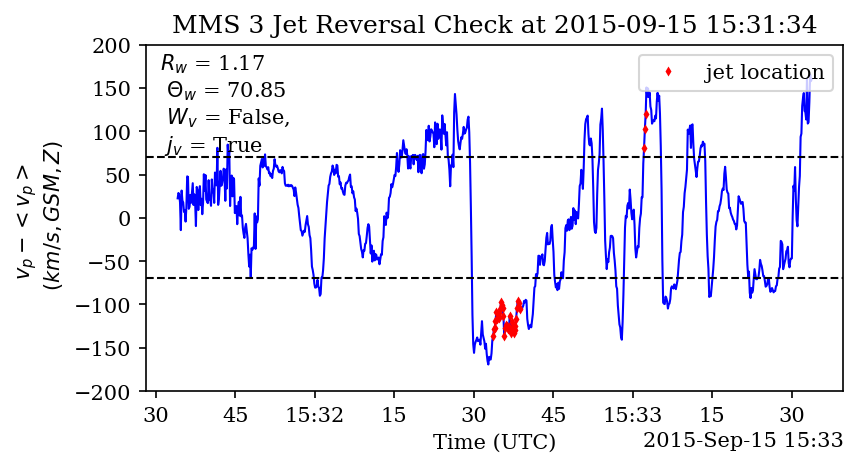 MMS 3 Jet Reversal Check at 2015-09-15 15:31:34
R_w = 1.17
Θ_w = 70.85
W_v = False,
j_v = True
jet location
v_p − < v_p >
(km/s, GSM, Z)
200
150
100
50
0
−50
−100
−150
−200
30 45 15:32 15 30 45 15:33 15 30
Time (UTC)
2015-Sep-15 15:33